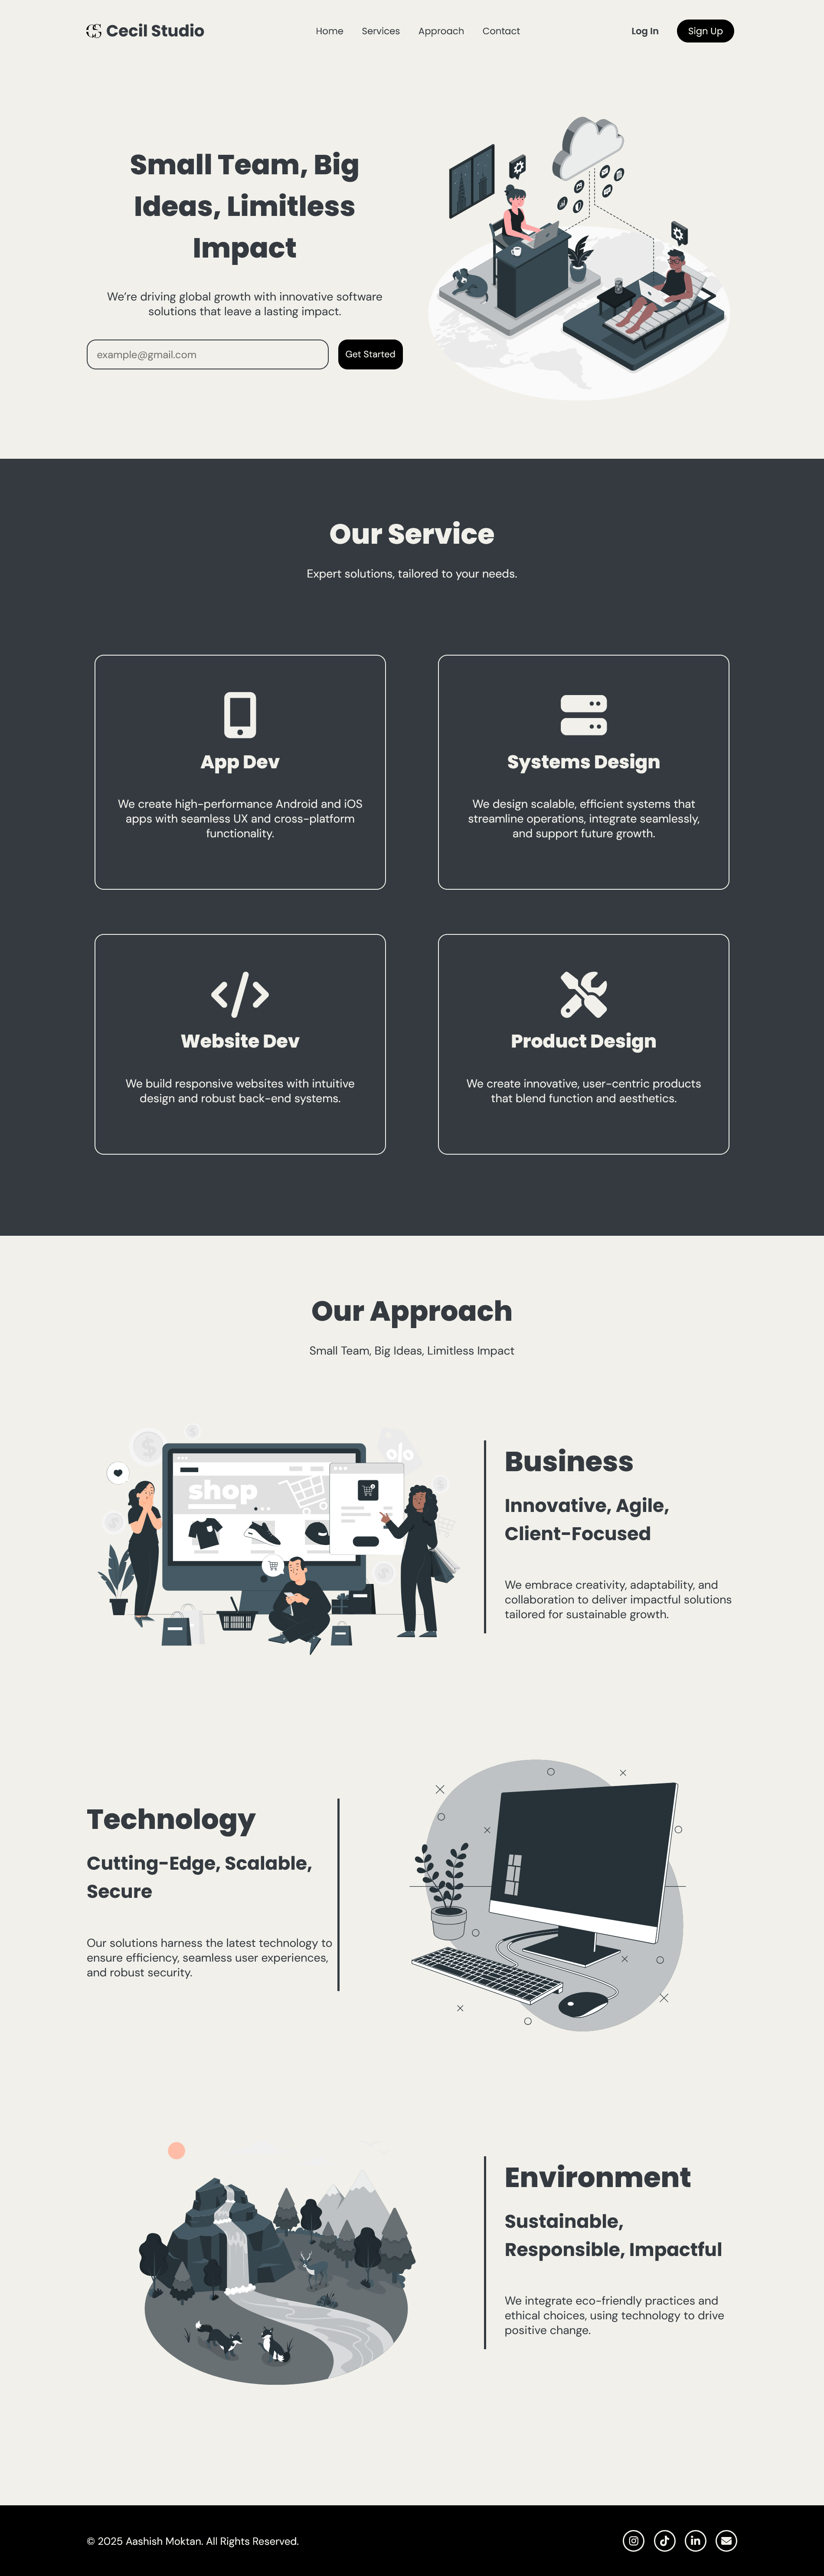 Cecil Studio
Home Services Approach Contact
Log In
Sign Up
Small Team, Big
Ideas, Limitless
Impact
We're driving global growth with innovative software
solutions that leave a lasting impact.
example@gmail.com
Get Started
Our Service
Expert solutions, tailored to your needs.
App Dev
We create high-performance Android and iOS
apps with seamless UX and cross-platform
functionality.
Systems Design
We design scalable, efficient systems that
streamline operations, integrate seamlessly,
and support future growth.
Website Dev
We build responsive websites with intuitive
design and robust back-end systems.
Product Design
We create innovative, user-centric products
that blend function and aesthetics.
Our Approach
Small Team, Big Ideas, Limitless Impact
shop
%
Business
Innovative, Agile,
Client-Focused
We embrace creativity, adaptability, and
collaboration to deliver impactful solutions
tailored for sustainable growth.
Technology
Cutting-Edge, Scalable,
Secure
Our solutions harness the latest technology to
ensure efficiency, seamless user experiences,
and robust security.
Environment
Sustainable,
Responsible, Impactful
We integrate eco-friendly practices and
ethical choices, using technology to drive
positive change.
© 2025 Aashish Moktan. All Rights Reserved.